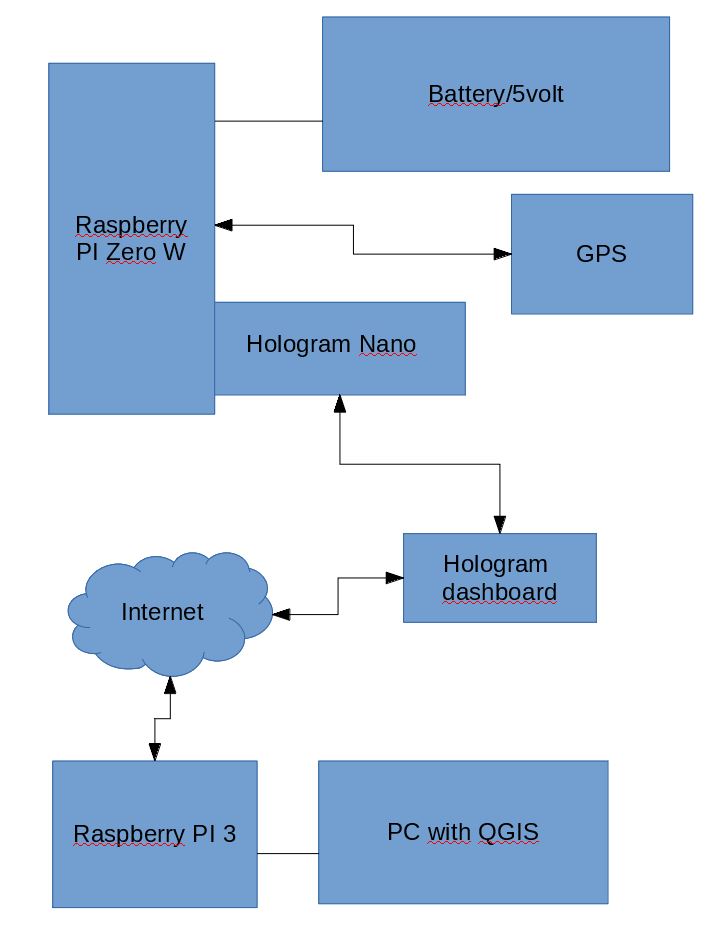 Battery/5volt
Raspberry
PI Zero W
GPS
Hologram Nano
Hologram
dashboard
Internet
Raspberry PI 3
PC with QGIS